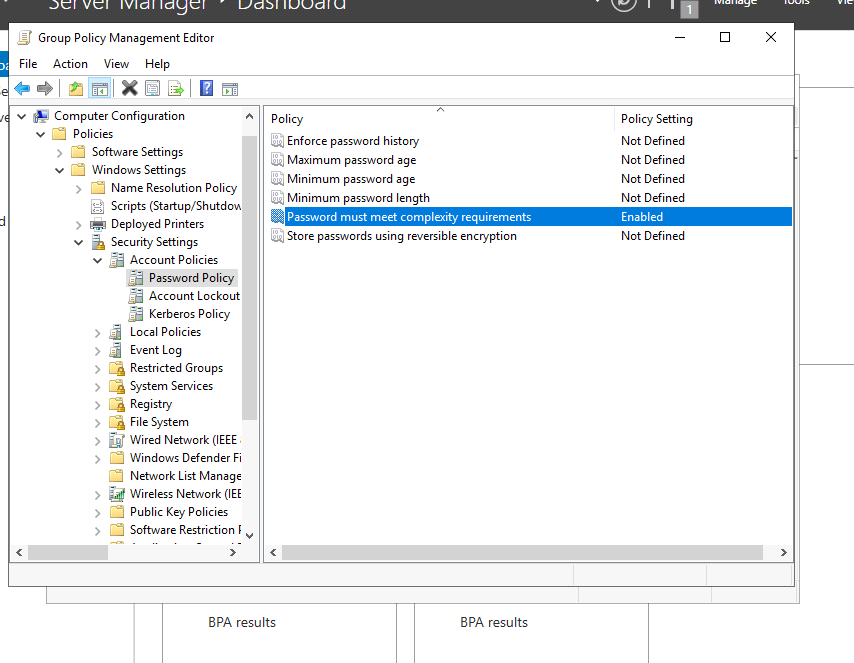 Server Manager · Dashboard
1
Manage
Tools
Group Policy Management Editor
File Action View Help
Computer Configuration
Policies
Software Settings
Windows Settings
Name Resolution Policy
Scripts (Startup/Shutdow
Deployed Printers
Security Settings
Account Policies
Password Policy
Account Lockout
Kerberos Policy
Local Policies
Event Log
Restricted Groups
System Services
Registry
File System
Wired Network (IEEE
Windows Defender Fi
Network List Manage
Wireless Network (IEE
Public Key Policies
Software Restriction
Policy Policy Setting
Enforce password history Not Defined
Maximum password age Not Defined
Minimum password age Not Defined
Minimum password length Not Defined
Password must meet complexity requirements Enabled
Store passwords using reversible encryption Not Defined
BPA results
BPA results